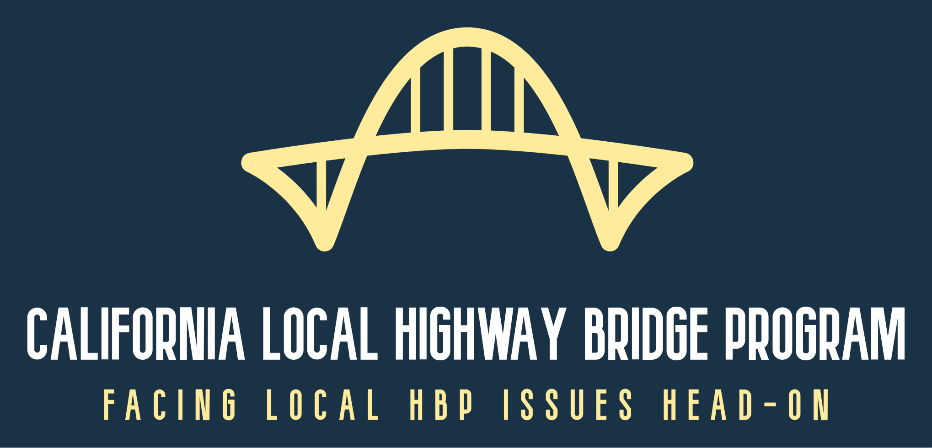 CALIFORNIA LOCAL HIGHWAY BRIDGE PROGRAM
FACING LOCAL HBP ISSUES HEAD-ON